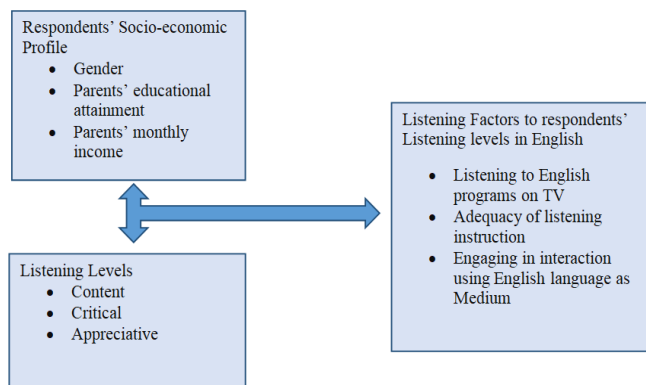 Respondents' Socio-economic
Profile
• Gender
• Parents' educational
attainment
• Parents' monthly
income
Listening Levels
• Content
• Critical
• Appreciative
Listening Factors to respondents'
Listening levels in English
• Listening to English
programs on TV
• Adequacy of listening
instruction
• Engaging in interaction
using English language as
Medium